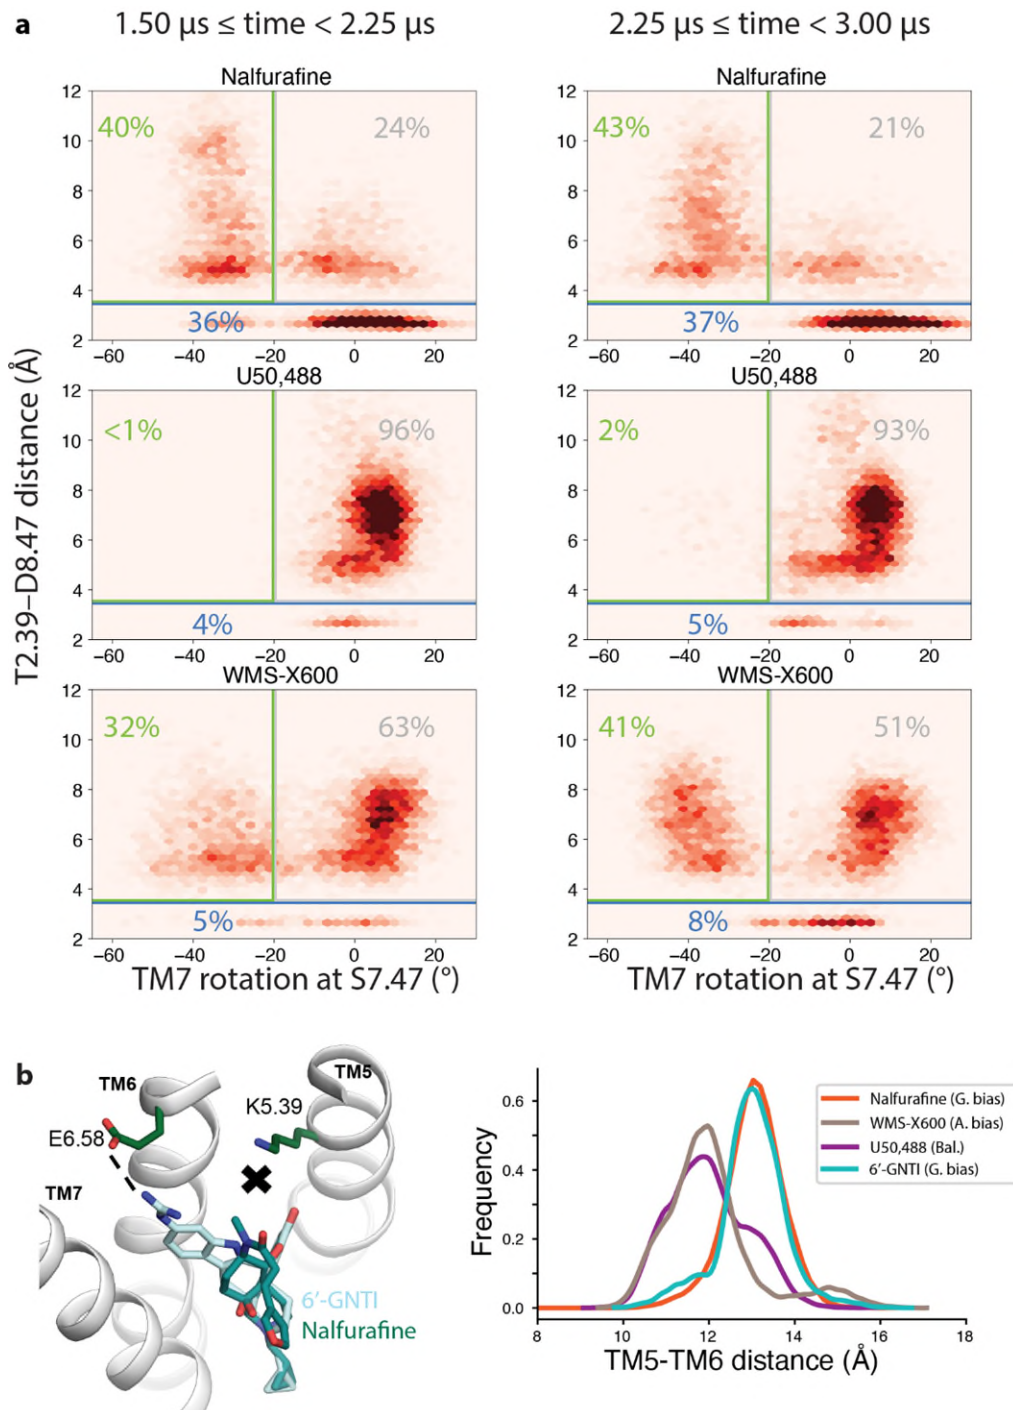 a
1.50 µs ≤ time < 2.25 µs
2.25 µs ≤ time < 3.00 µs
T2.39–D8.47 distance (Å)
Nalfurafine
12
10
8
6
4
2
40%
24%
36%
−60 −40 −20 0 20
Nalfurafine
12
10
8
6
4
2
43%
21%
37%
−60 −40 −20 0 20
U50,488
12
10
8
6
4
2
<1%
96%
4%
−60 −40 −20 0 20
U50,488
12
10
8
6
4
2
2%
93%
5%
−60 −40 −20 0 20
WMS-X600
12
10
8
6
4
2
32%
63%
5%
−60 −40 −20 0 20
TM7 rotation at S7.47 (°)
WMS-X600
12
10
8
6
4
2
41%
51%
8%
−60 −40 −20 0 20
TM7 rotation at S7.47 (°)
b
TM6
TM5
K5.39
E6.58
TM7
6′-GNTI
Nalfurafine
Frequency
0.6
0.4
0.2
0.0
Nalfurafine (G. bias)
WMS-X600 (A. bias)
U50,488 (Bal.)
6′-GNTI (G. bias)
8 10 12 14 16 18
TM5-TM6 distance (Å)